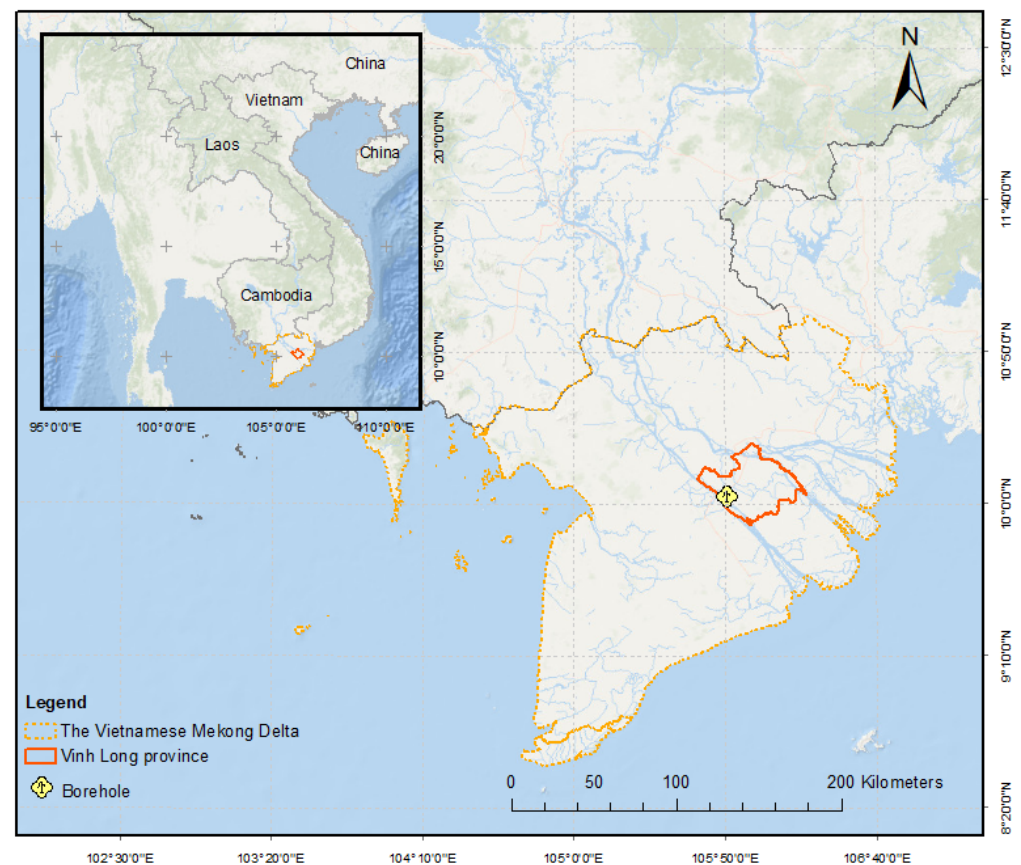 China
Vietnam
Laos
China
Cambodia
20°0'0"N
15°0'0"N
10°0'0"N
95°0'0"E
100°0'0"E
105°0'0"E
110°0'0"E
N
12°30'0"N
11°40'0"N
10°50'0"N
10°0'0"N
9°10'0"N
8°20'0"N
Legend
The Vietnamese Mekong Delta
Vinh Long province
Borehole
0 50 100 200 Kilometers
102°30'0"E 103°20'0"E 104°10'0"E 105°0'0"E 105°50'0"E 106°40'0"E